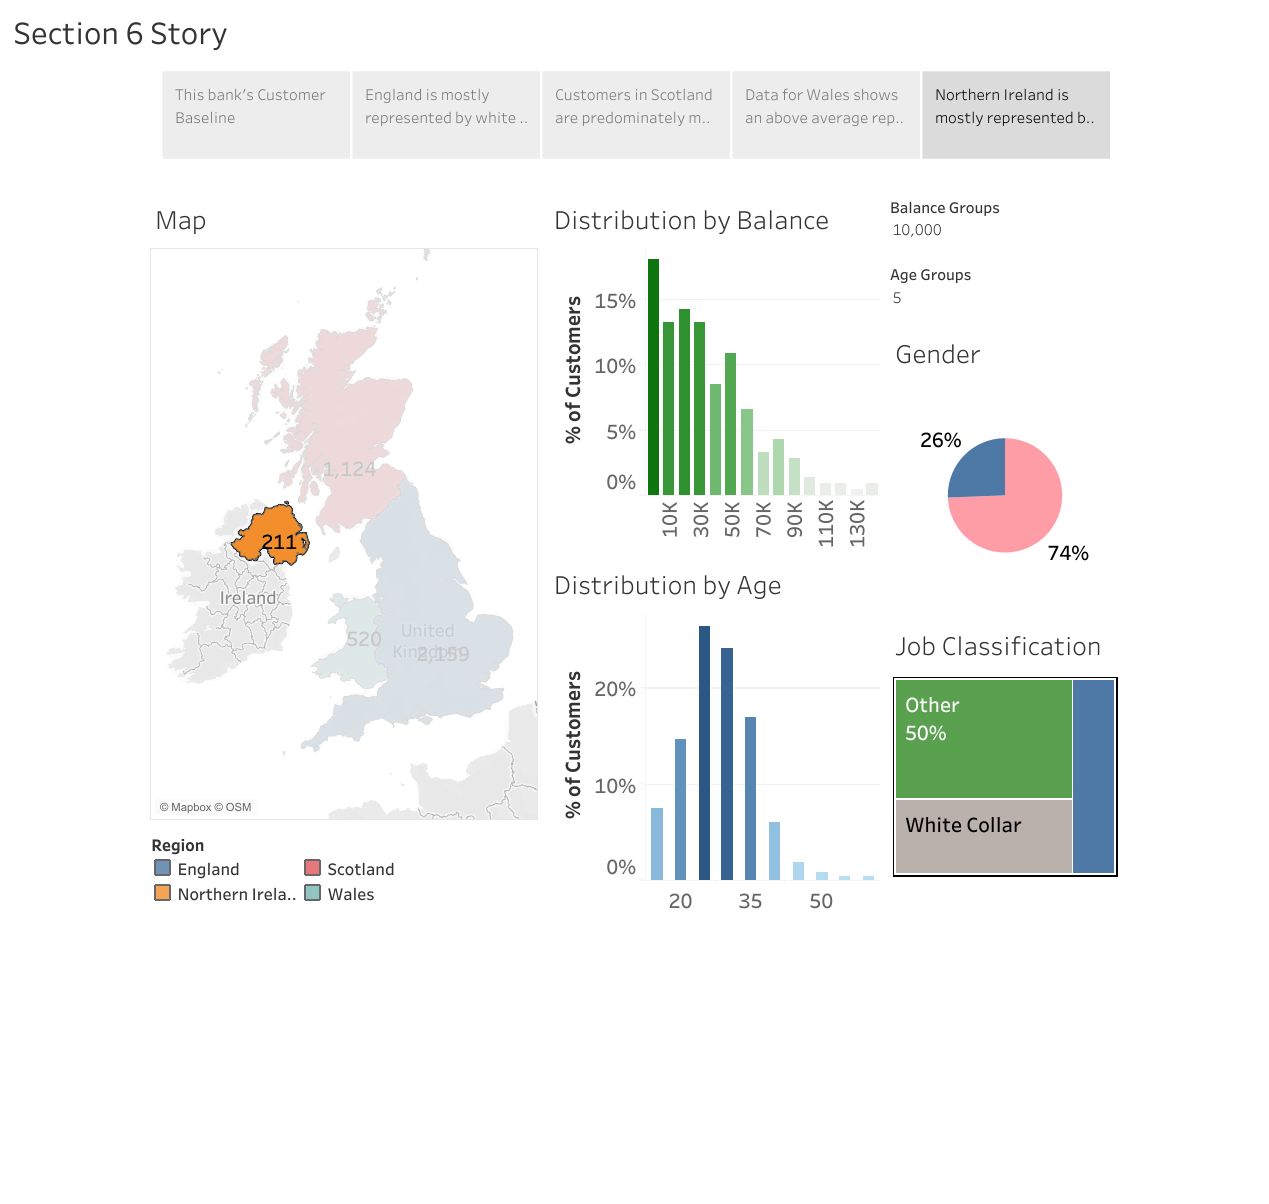 Section 6 Story
This bank's Customer
Baseline
England is mostly
represented by white ..
Customers in Scotland
are predominately m..
Data for Wales shows
an above average rep..
Northern Ireland is
mostly represented b..
Map
1,124
211
Ireland
520
United
Kingdom
2,159
© Mapbox © OSM
Region
England
Scotland
Northern Irela..
Wales
Distribution by Balance
% of Customers
15%
10%
5%
0%
10K
30K
50K
70K
90K
110K
130K
Distribution by Age
% of Customers
20%
10%
0%
20
35
50
Balance Groups
10,000
Age Groups
5
Gender
26%
74%
Job Classification
Other
50%
White Collar